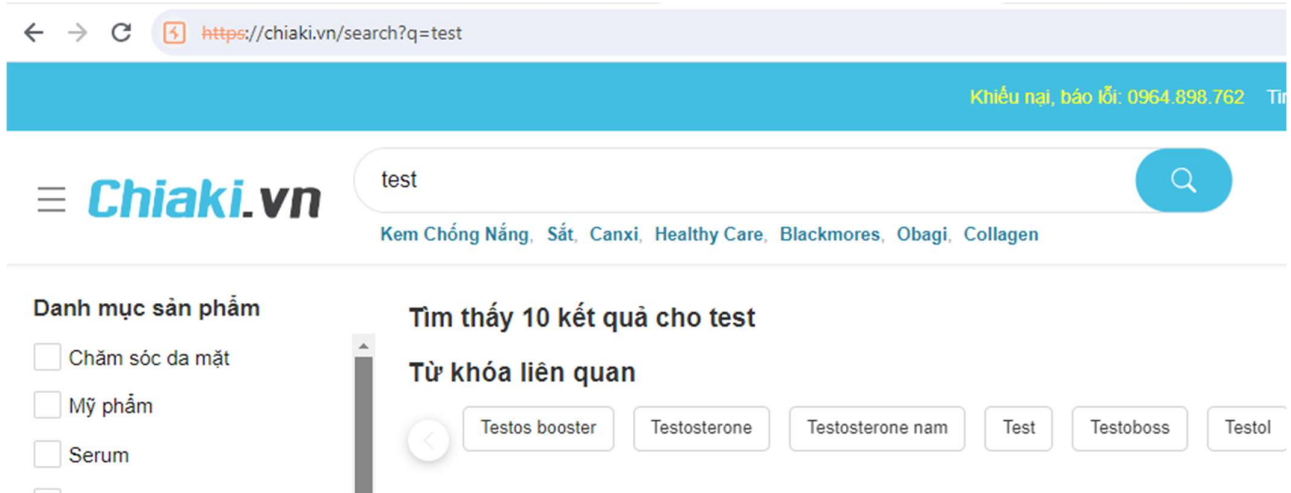 https://chiaki.vn/search?q=test
Khiếu nại, báo lỗi: 0964.898.762
Chiaki.vn
test
Kem Chống Nắng, Sắt, Canxi, Healthy Care, Blackmores, Obagi, Collagen
Danh mục sản phẩm
Chăm sóc da mặt
Mỹ phẩm
Serum
Tìm thấy 10 kết quả cho test
Từ khóa liên quan
Testos booster Testosterone Testosterone nam Test Testoboss Testol